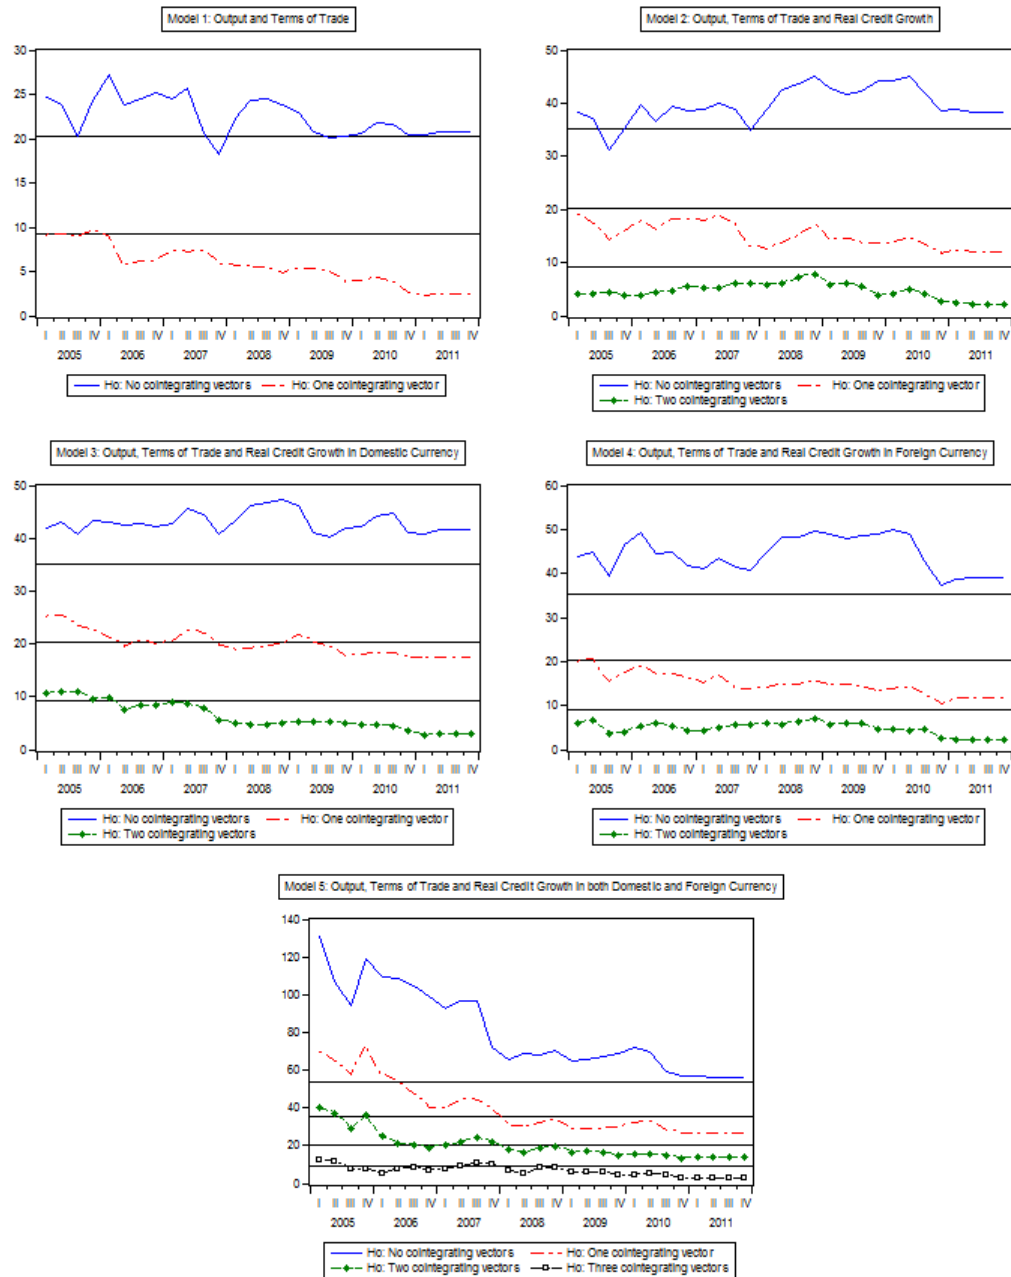 Model 1: Output and Terms of Trade
30
25
20
15
10
5
0
I II III IV I II III IV I II III IV I II III IV I II III IV I II III IV I II III IV
2005 2006 2007 2008 2009 2010 2011
Ho: No cointegrating vectors Ho: One cointegrating vector
Model 2: Output, Terms of Trade and Real Credit Growth
50
40
30
20
10
0
I II III IV I II III IV I II III IV I II III IV I II III IV I II III IV I II III IV
2005 2006 2007 2008 2009 2010 2011
Ho: No cointegrating vectors Ho: One cointegrating vector
Ho: Two cointegrating vectors
Model 3: Output, Terms of Trade and Real Credit Growth in Domestic Currency
50
40
30
20
10
0
I II III IV I II III IV I II III IV I II III IV I II III IV I II III IV I II III IV
2005 2006 2007 2008 2009 2010 2011
Ho: No cointegrating vectors Ho: One cointegrating vector
Ho: Two cointegrating vectors
Model 4: Output, Terms of Trade and Real Credit Growth in Foreign Currency
60
50
40
30
20
10
0
I II III IV I II III IV I II III IV I II III IV I II III IV I II III IV I II III IV
2005 2006 2007 2008 2009 2010 2011
Ho: No cointegrating vectors Ho: One cointegrating vector
Ho: Two cointegrating vectors
Model 5: Output, Terms of Trade and Real Credit Growth in both Domestic and Foreign Currency
140
120
100
80
60
40
20
0
I II III IV I II III IV I II III IV I II III IV I II III IV I II III IV I II III IV
2005 2006 2007 2008 2009 2010 2011
Ho: No cointegrating vectors Ho: One cointegrating vector
Ho: Two cointegrating vectors Ho: Three cointegrating vectors